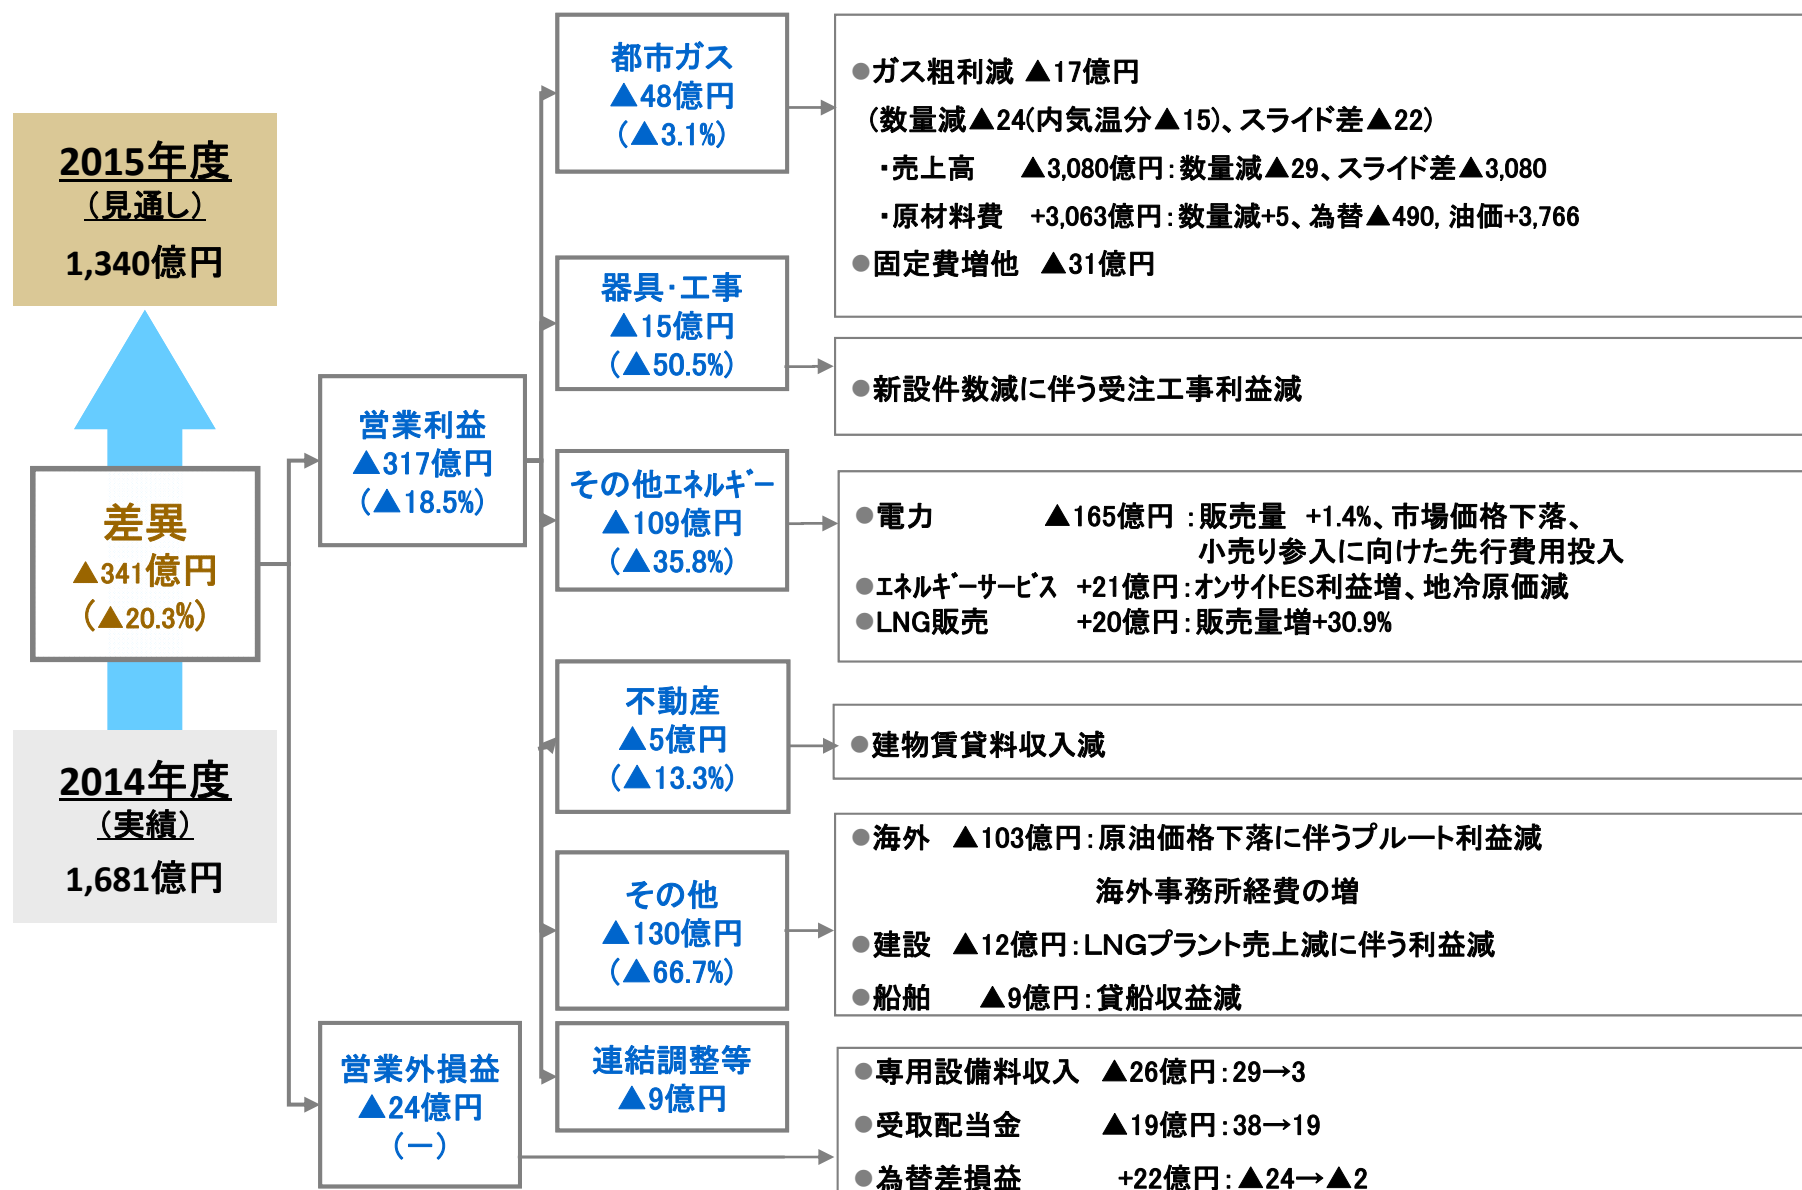 2015年度
（見通し）
1,340億円
差異
▲341億円
（▲20.3%）
2014年度
（実績）
1,681億円
営業利益
▲317億円
（▲18.5%）
営業外損益
▲24億円
（－）
都市ガス
▲48億円
（▲3.1%）
●ガス粗利減 ▲17億円
（数量減▲24（内気温分▲15）、スライド差▲22）
・売上高 ▲3,080億円：数量減▲29、スライド差▲3,080
・原材料費 +3,063億円：数量減+5、為替▲490, 油価+3,766
●固定費増他 ▲31億円
器具・工事
▲15億円
（▲50.5%）
●新設件数減に伴う受注工事利益減
その他ｴﾈﾙｷﾞｰ
▲109億円
（▲35.8%）
●電力 ▲165億円：販売量 +1.4%、市場価格下落、
小売り参入に向けた先行費用投入
●ｴﾈﾙｷﾞｰｻｰﾋﾞｽ +21億円：オンサイトES利益増、地冷原価減
●LNG販売 +20億円：販売量増+30.9%
不動産
▲5億円
（▲13.3%）
●建物賃貸料収入減
その他
▲130億円
（▲66.7%）
●海外 ▲103億円：原油価格下落に伴うプルート利益減
海外事務所経費の増
●建設 ▲12億円：LNGプラント売上減に伴う利益減
●船舶 ▲9億円：貸船収益減
連結調整等
▲9億円
●専用設備料収入 ▲26億円：29→3
●受取配当金 ▲19億円：38→19
●為替差損益 +22億円：▲24→▲2